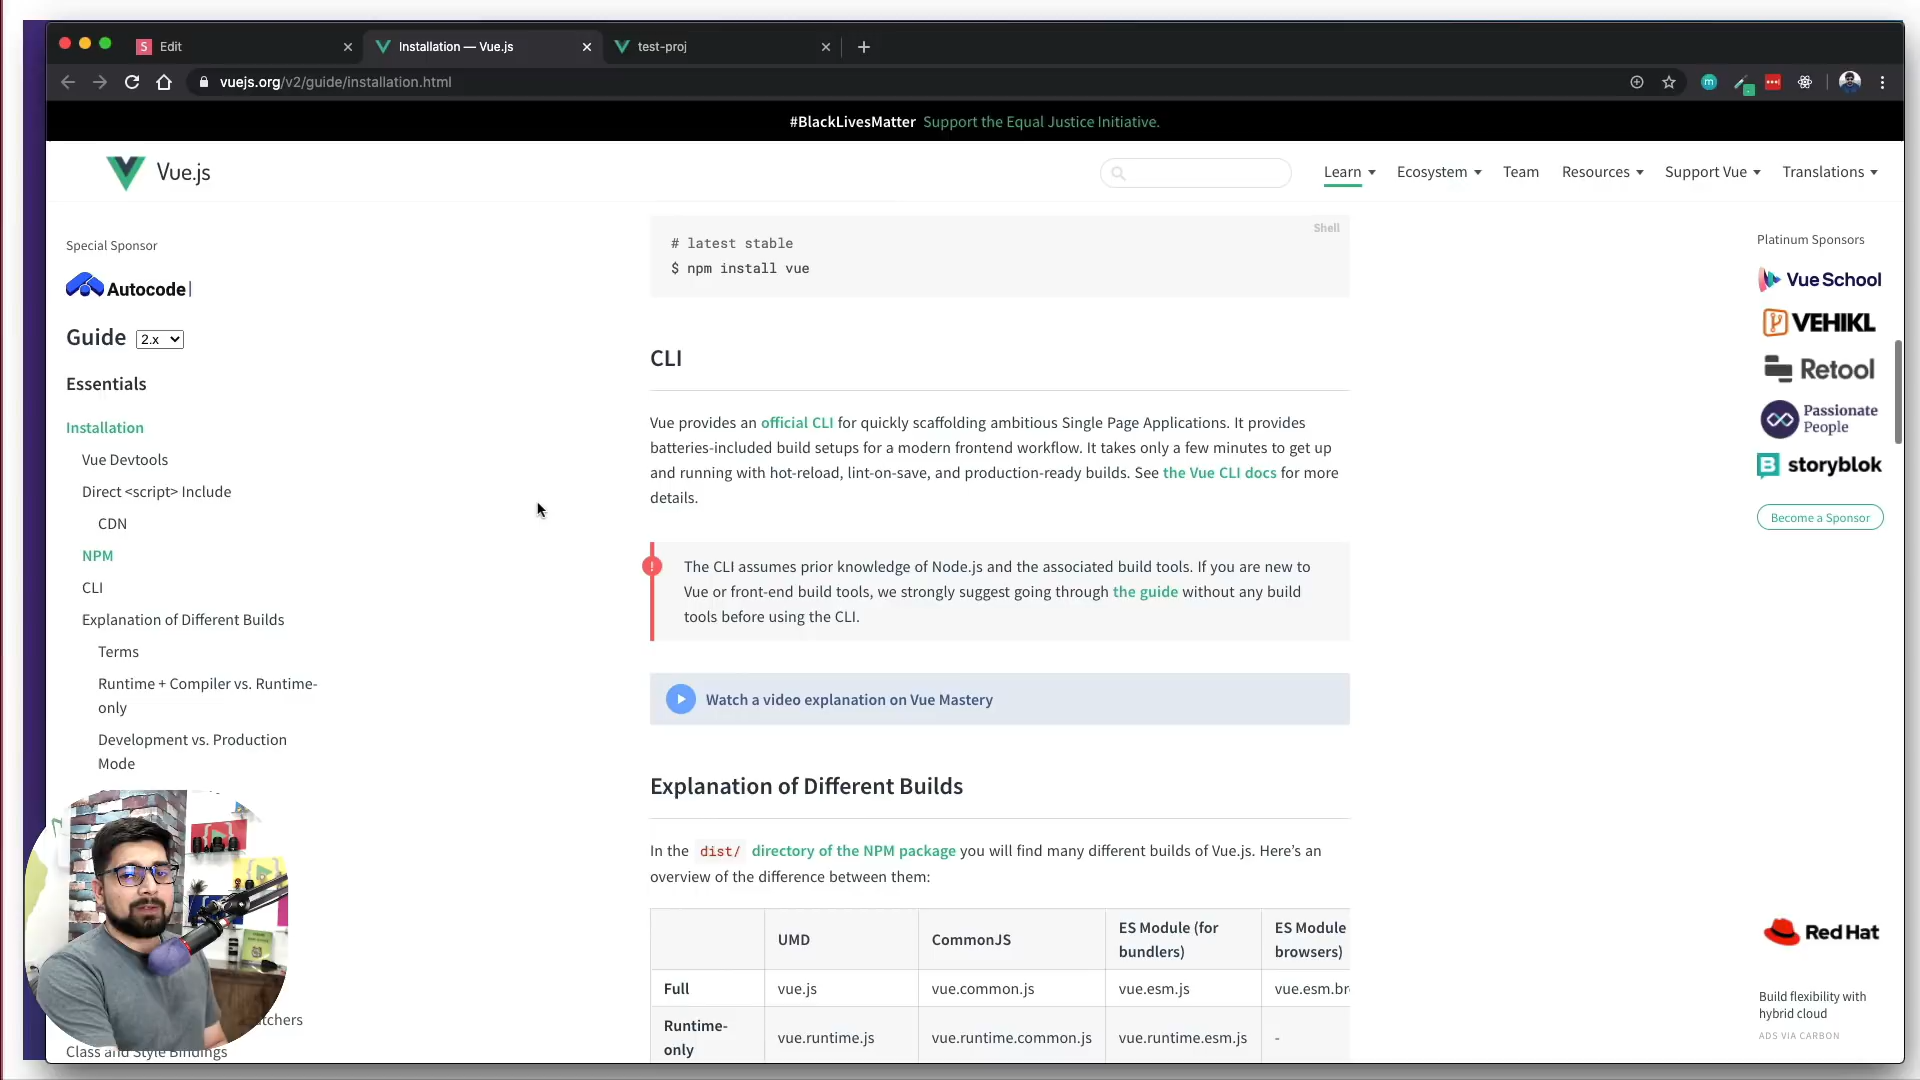 S Edit
Installation — Vue.js
test-proj
vuejs.org/v2/guide/installation.html
#BlackLivesMatter Support the Equal Justice Initiative.
Vue.js
Learn
Ecosystem
Team
Resources
Support Vue
Translations
Special Sponsor
Autocode
Guide 2.x
Essentials
Installation
Vue Devtools
Direct <script> Include
CDN
NPM
CLI
Explanation of Different Builds
Terms
Runtime + Compiler vs. Runtime-
only
Development vs. Production
Mode
tchers
Class and Style Bindings
Shell
# latest stable
$ npm install vue
CLI
Vue provides an official CLI for quickly scaffolding ambitious Single Page Applications. It provides
batteries-included build setups for a modern frontend workflow. It takes only a few minutes to get up
and running with hot-reload, lint-on-save, and production-ready builds. See the Vue CLI docs for more
details.
The CLI assumes prior knowledge of Node.js and the associated build tools. If you are new to
Vue or front-end build tools, we strongly suggest going through the guide without any build
tools before using the CLI.
Watch a video explanation on Vue Mastery
Explanation of Different Builds
In the dist/ directory of the NPM package you will find many different builds of Vue.js. Here's an
overview of the difference between them:
UMD
CommonJS
ES Module (for
bundlers)
ES Module
browsers)
Full
vue.js
vue.common.js
vue.esm.js
vue.esm.br
Runtime-
only
vue.runtime.js
vue.runtime.common.js
vue.runtime.esm.js
-
Platinum Sponsors
Vue School
VEHIKL
Retool
Passionate
People
storyblok
Become a Sponsor
Red Hat
Build flexibility with
hybrid cloud
ADS VIA CARBON